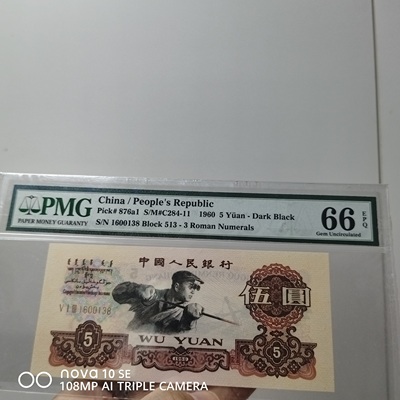 PMG
PAPER MONEY GUARANTY
China / People's Republic
Pick# 876a1 S/M#C284-11 1960 5 Yüan - Dark Black
S/N 1600138 Block 513 - 3 Roman Numerals
66 EPQ
Gem Uncirculated
中國人民銀行
伍圓
1600138
WU YUAN
5
5
nova 10 SE
108MP AI TRIPLE CAMERA